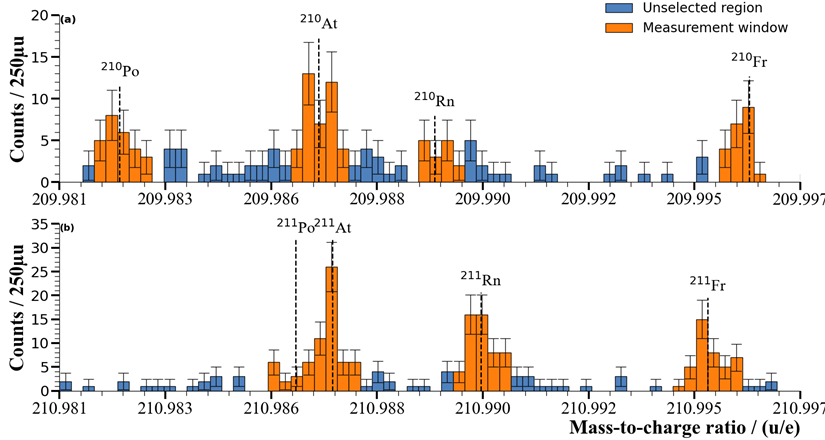 Unselected region
Measurement window
(a)
²¹⁰Po
²¹⁰At
²¹⁰Rn
²¹⁰Fr
Counts / 250μu
20
15
10
5
0
209.981 209.983 209.986 209.988 209.990 209.992 209.995 209.997
(b)
²¹¹Po ²¹¹At
²¹¹Rn
²¹¹Fr
Counts / 250μu
35
30
25
20
15
10
5
0
210.981 210.983 210.986 210.988 210.990 210.992 210.995 210.997
Mass-to-charge ratio / (u/e)